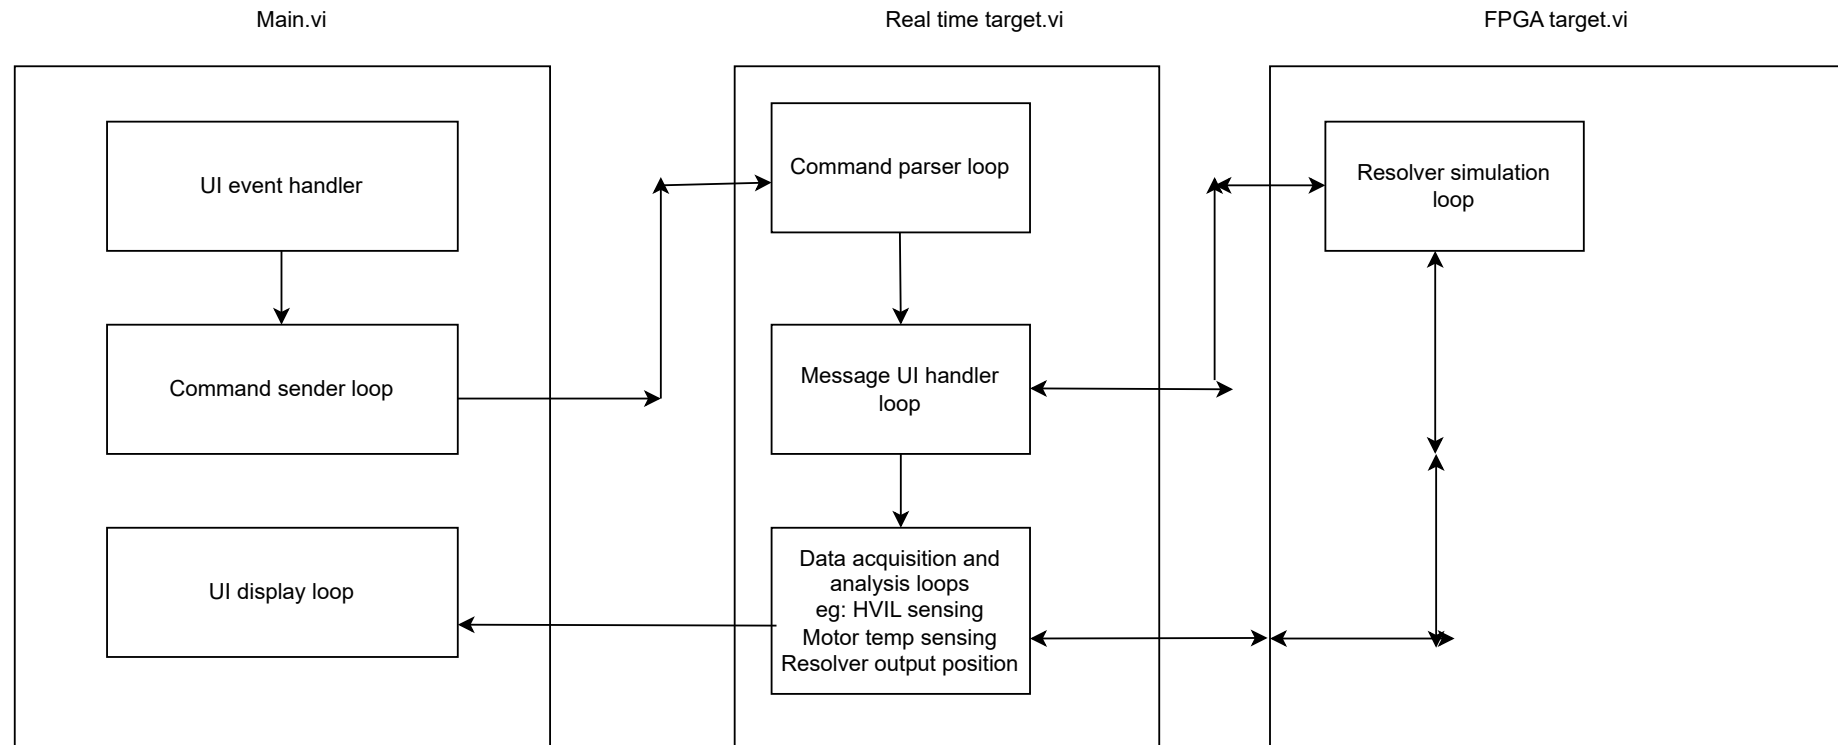 Main.vi
Real time target.vi
FPGA target.vi
UI event handler
Command sender loop
UI display loop
Command parser loop
Message UI handler
loop
Data acquisition and
analysis loops
eg: HVIL sensing
Motor temp sensing
Resolver output position
Resolver simulation
loop